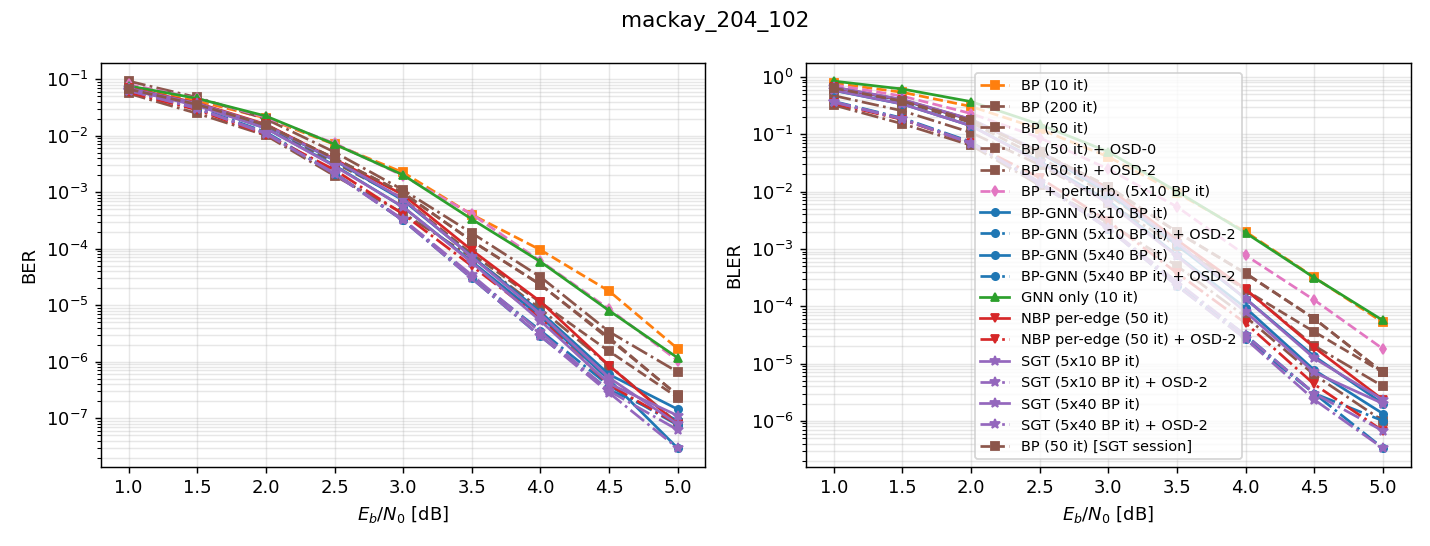 mackay_204_102
BER
10⁻¹
10⁻²
10⁻³
10⁻⁴
10⁻⁵
10⁻⁶
10⁻⁷
1.0 1.5 2.0 2.5 3.0 3.5 4.0 4.5 5.0
E_b/N_0 [dB]
BLER
10⁰
10⁻¹
10⁻²
10⁻³
10⁻⁴
10⁻⁵
10⁻⁶
BP (10 it)
BP (200 it)
BP (50 it)
BP (50 it) + OSD-0
BP (50 it) + OSD-2
BP + perturb. (5x10 BP it)
BP-GNN (5x10 BP it)
BP-GNN (5x10 BP it) + OSD-2
BP-GNN (5x40 BP it)
BP-GNN (5x40 BP it) + OSD-2
GNN only (10 it)
NBP per-edge (50 it)
NBP per-edge (50 it) + OSD-2
SGT (5x10 BP it)
SGT (5x10 BP it) + OSD-2
SGT (5x40 BP it)
SGT (5x40 BP it) + OSD-2
BP (50 it) [SGT session]
1.0 1.5 2.0 2.5 3.0 3.5 4.0 4.5 5.0
E_b/N_0 [dB]